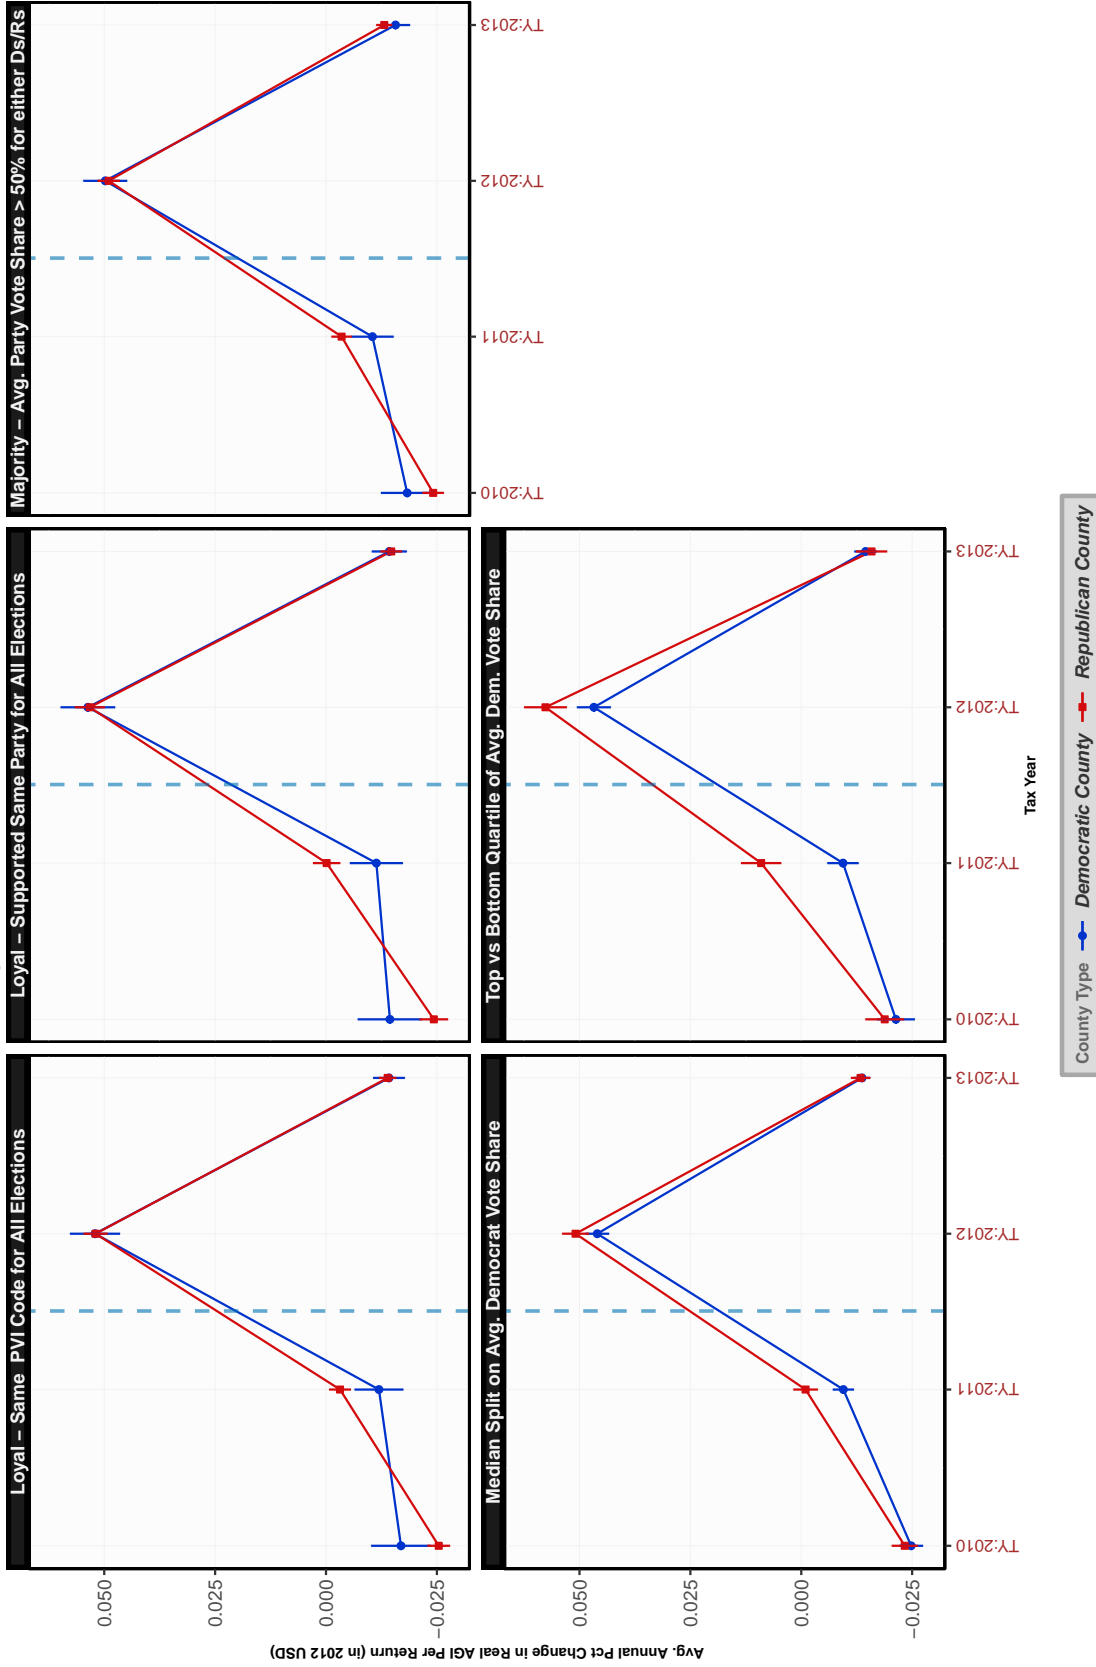 Loyal – Same  PVI Code for All Elections
Loyal – Supported Same Party for All Elections
Majority – Avg. Party Vote Share > 50% for either Ds/Rs
0.050
0.025
0.000
−0.025
TY:2010
TY:2011
TY:2012
TY:2013
Median Split on Avg. Democrat Vote Share
Top vs Bottom Quartile of Avg. Dem. Vote Share
0.050
0.025
0.000
−0.025
TY:2010
TY:2011
TY:2012
TY:2013
TY:2010
TY:2011
TY:2012
TY:2013
Avg. Annual Pct Change in Real AGI Per Return (in 2012 USD)
Tax Year
County Type Democratic County Republican County